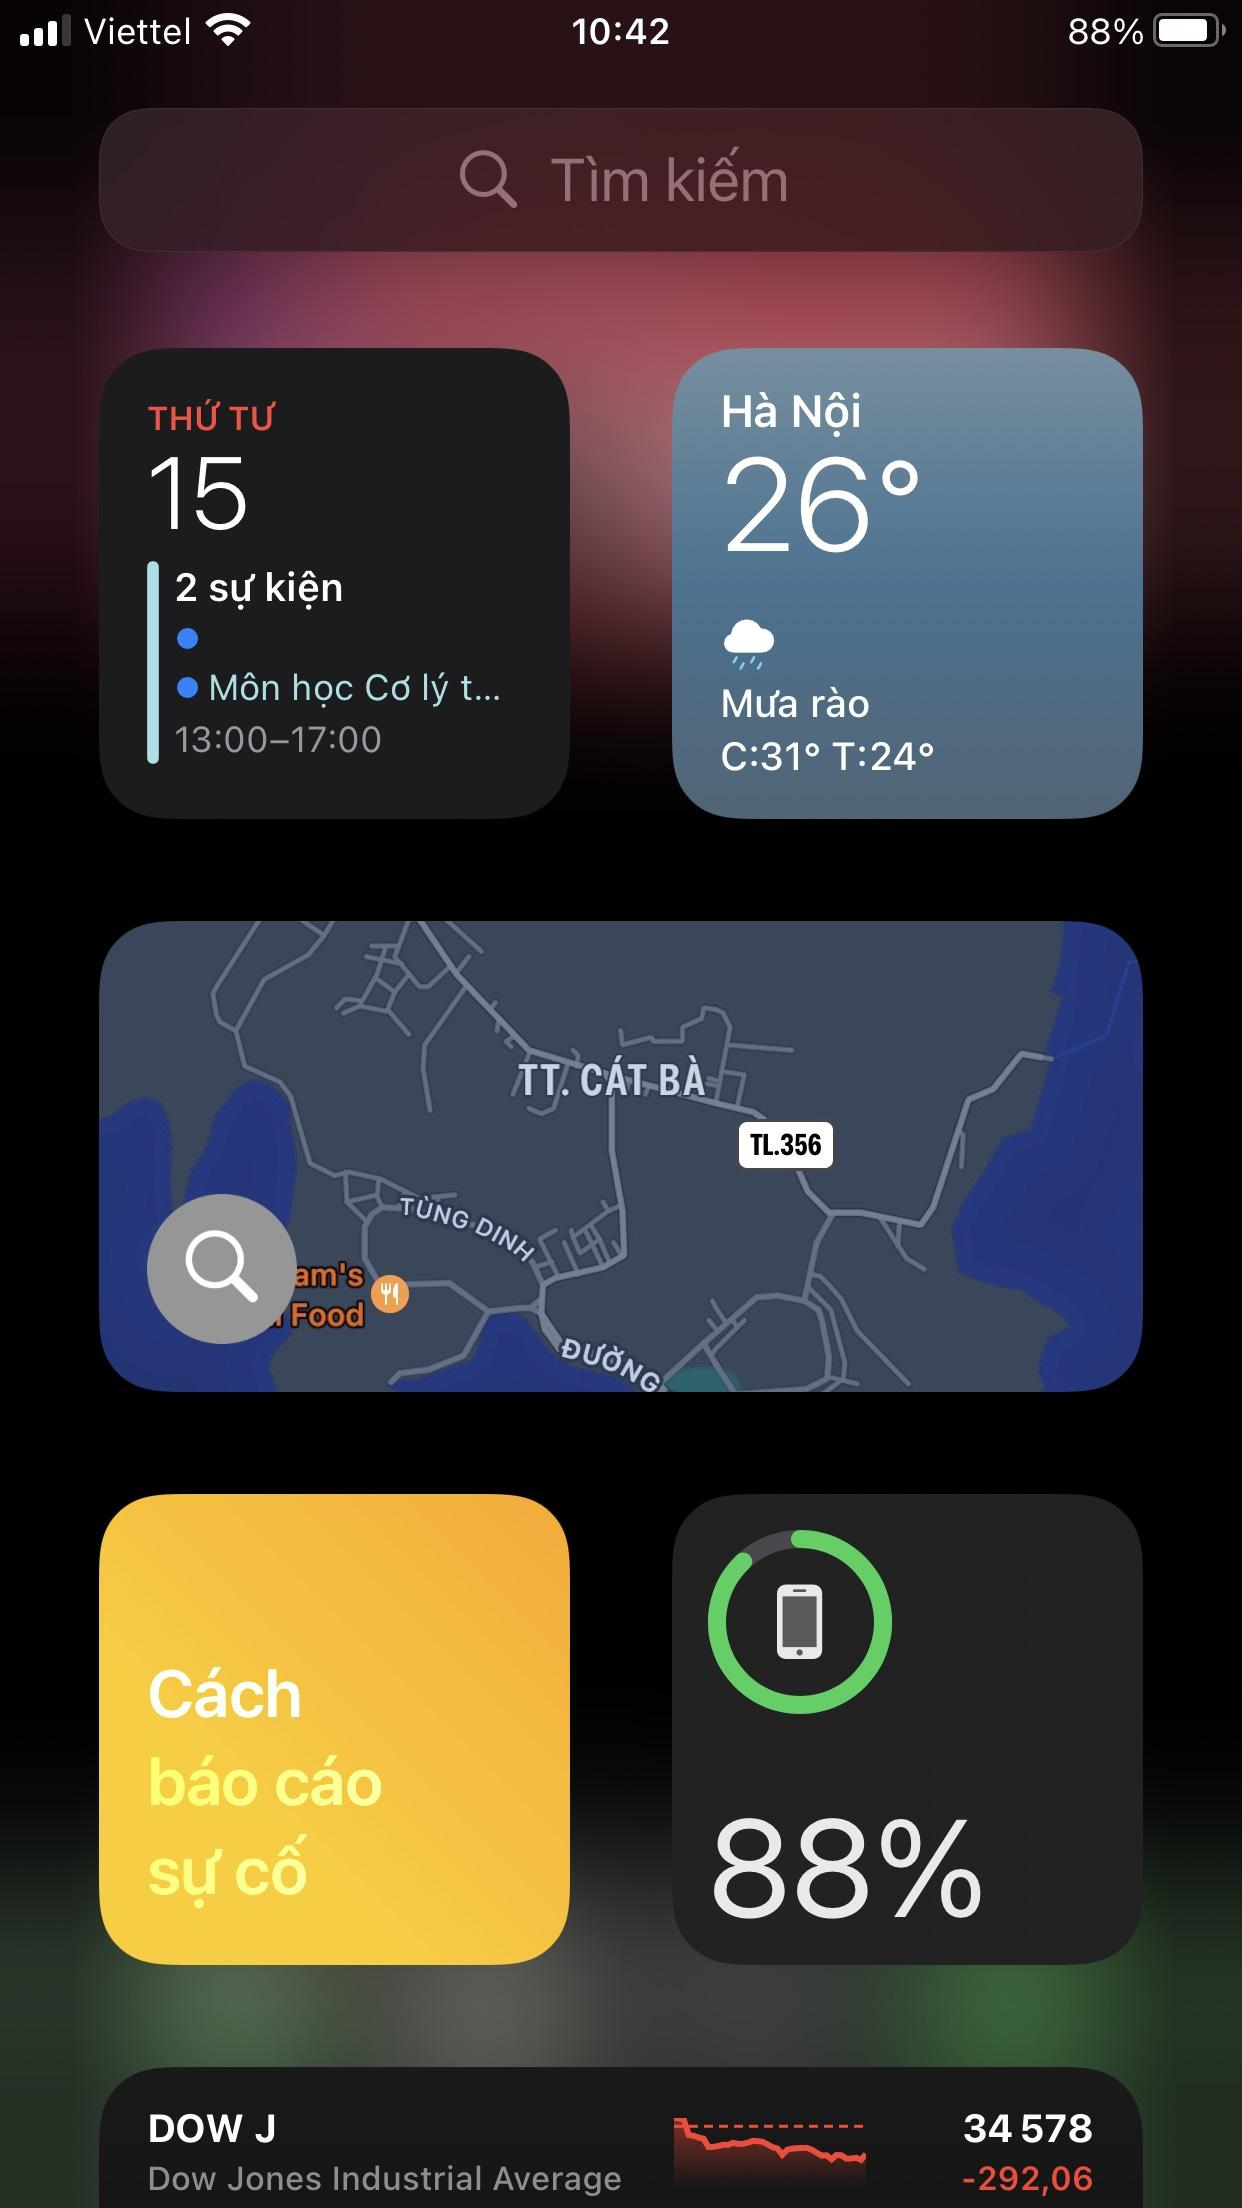 Viettel
10:42
88%
Tìm kiếm
THỨ TƯ
15
2 sự kiện
Môn học Cơ lý t...
13:00–17:00
Hà Nội
26°
Mưa rào
C:31° T:24°
TT. CÁT BÀ
TL.356
TÙNG DINH
am's
Food
ĐƯỜNG
Cách
báo cáo
sự cố
88%
DOW J
34 578
Dow Jones Industrial Average
-292,06